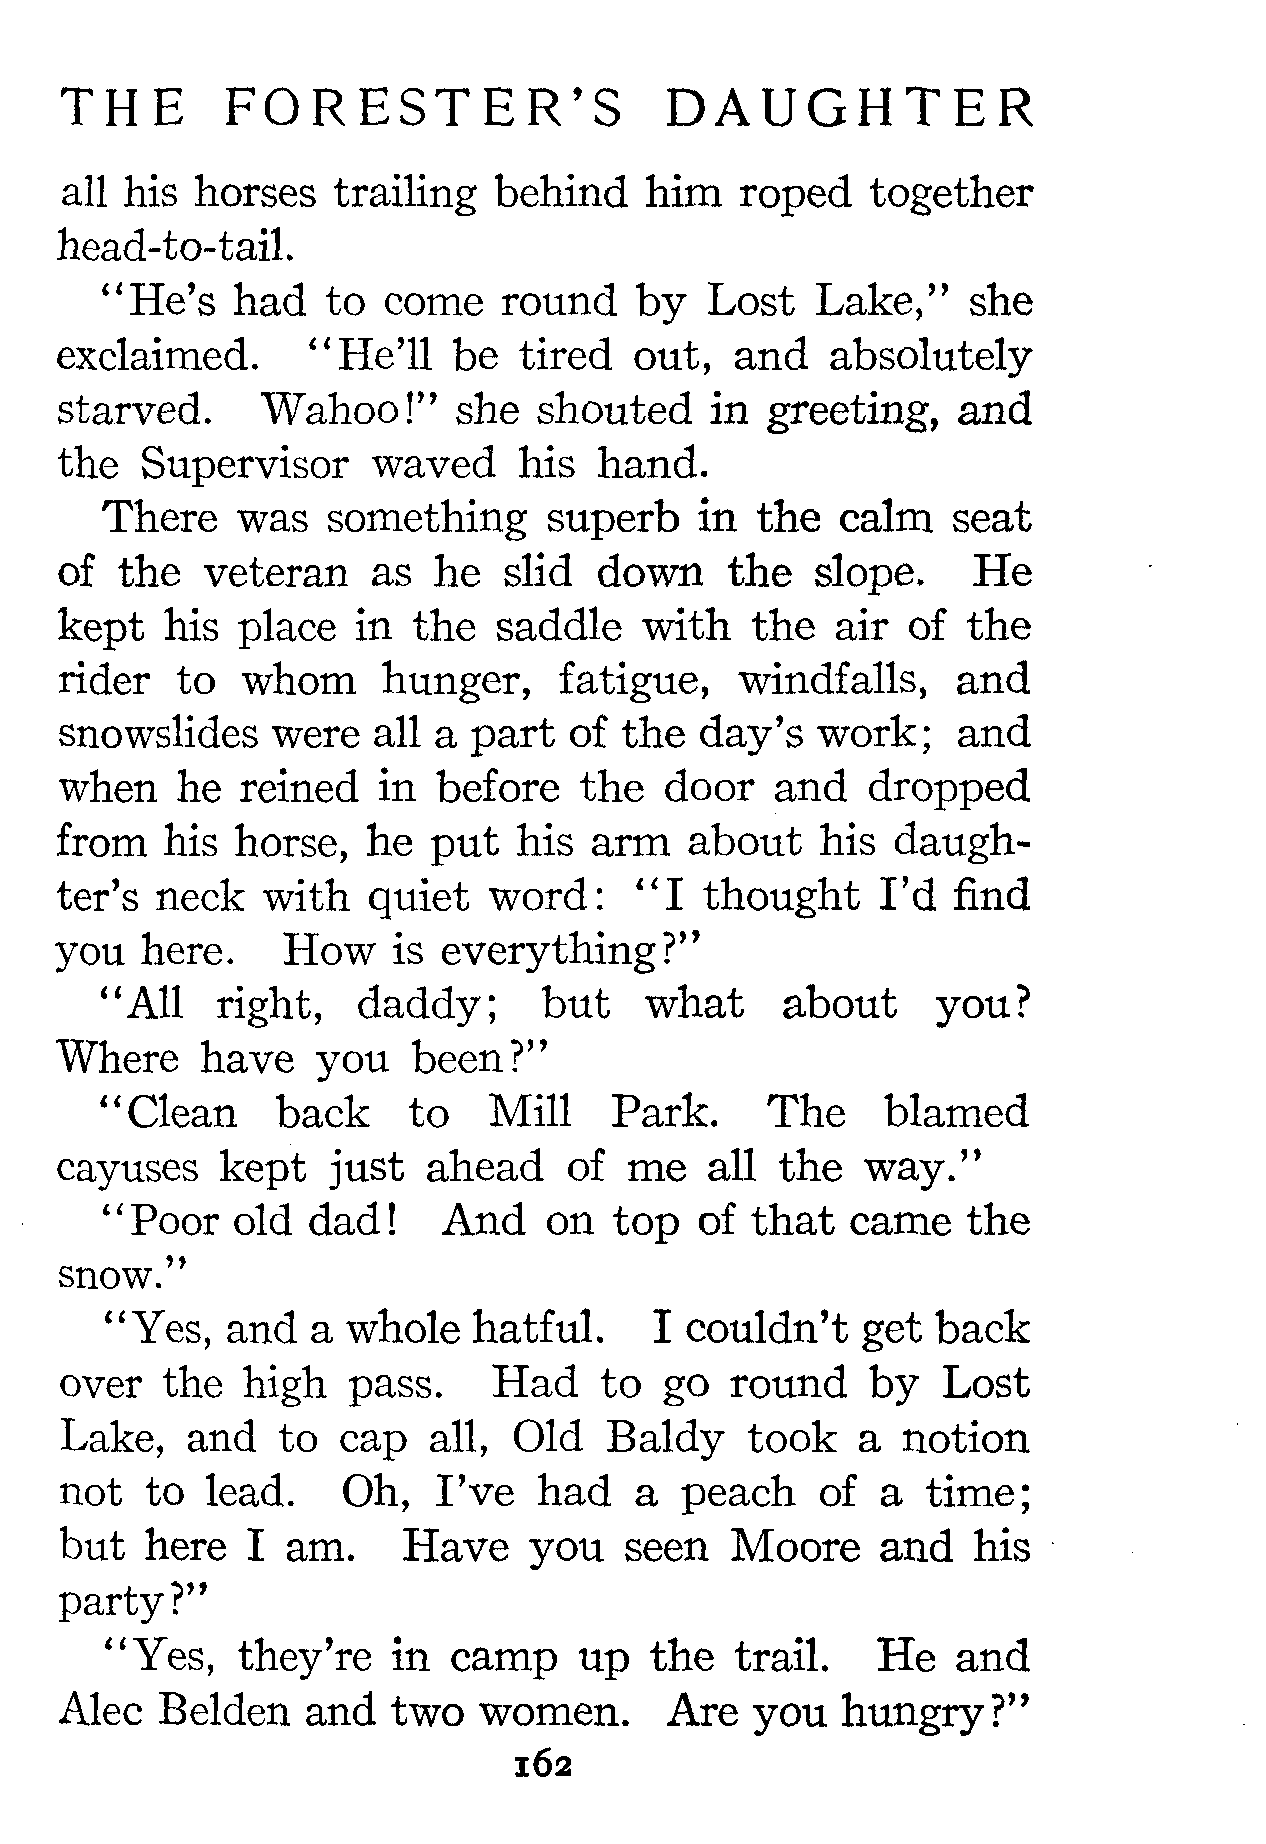 THE FORESTER'S DAUGHTER
all his horses trailing behind him roped together
head-to-tail.
"He's had to come round by Lost Lake," she
exclaimed. "He'll be tired out, and absolutely
starved. Wahoo!" she shouted in greeting, and
the Supervisor waved his hand.
There was something superb in the calm seat
of the veteran as he slid down the slope. He
kept his place in the saddle with the air of the
rider to whom hunger, fatigue, windfalls, and
snowslides were all a part of the day's work; and
when he reined in before the door and dropped
from his horse, he put his arm about his daugh-
ter's neck with quiet word: "I thought I'd find
you here. How is everything?"
"All right, daddy; but what about you?
Where have you been?"
"Clean back to Mill Park. The blamed
cayuses kept just ahead of me all the way."
"Poor old dad! And on top of that came the
snow."
"Yes, and a whole hatful. I couldn't get back
over the high pass. Had to go round by Lost
Lake, and to cap all, Old Baldy took a notion
not to lead. Oh, I've had a peach of a time;
but here I am. Have you seen Moore and his
party?"
"Yes, they're in camp up the trail. He and
Alec Belden and two women. Are you hungry?"
162